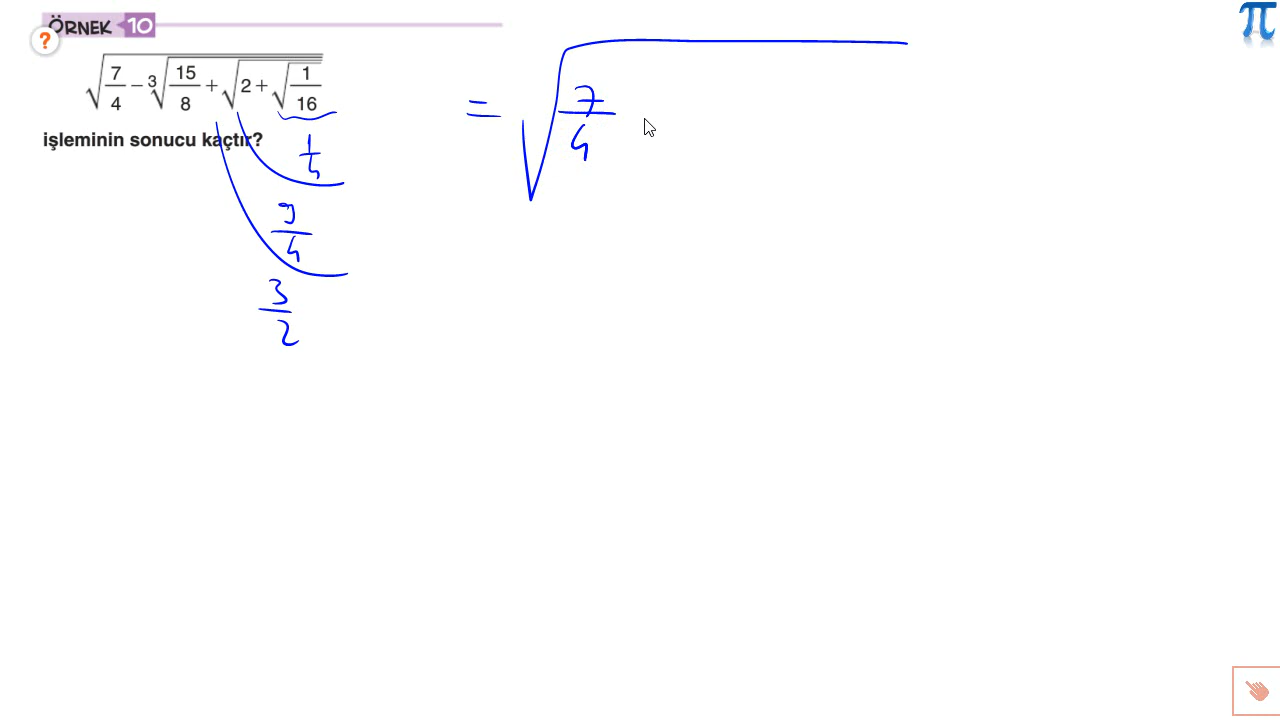 ÖRNEK 10
?
√(7/4 − ∛(15/8 + √(2 + √(1/16))))
işleminin sonucu kaçtır?
1/4
9/4
3/2
= √(7/4
π